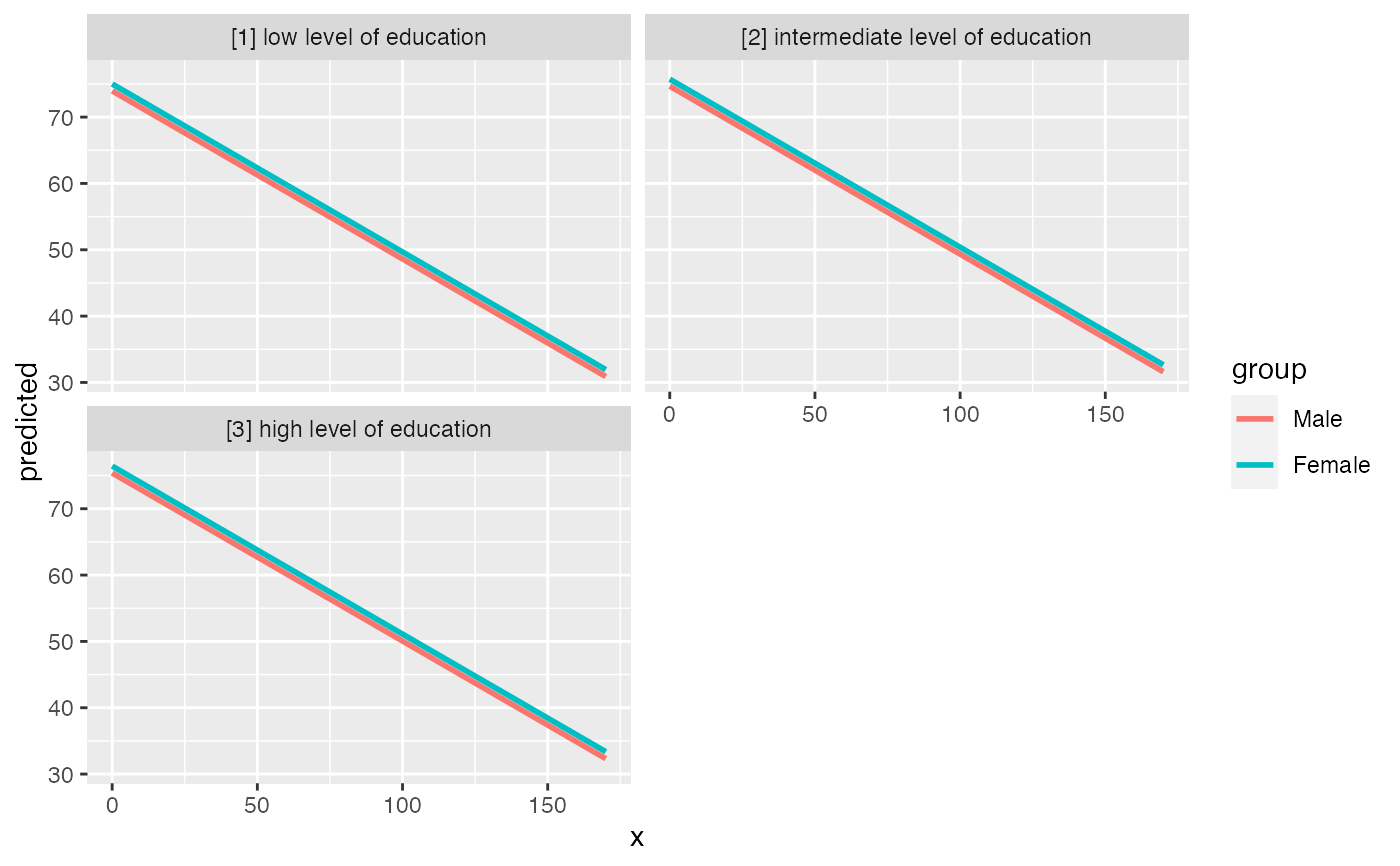 [1] low level of education
[2] intermediate level of education
70
60
50
40
30
0
50
100
150
[3] high level of education
70
60
50
40
30
0
50
100
150
x
predicted
group
Male
Female